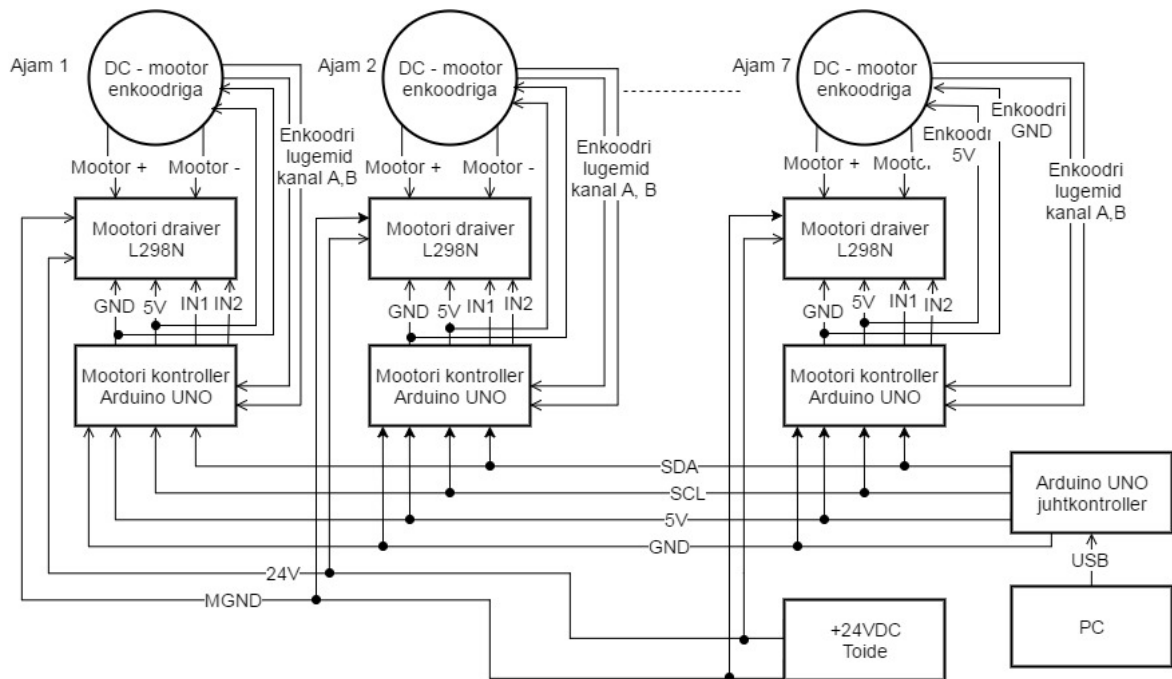 Ajam 1
DC - mootor
enkoodriga
Ajam 2
DC - mootor
enkoodriga
Ajam 7
DC - mootor
enkoodriga
Mootor +
Mootor -
Enkoodri
lugemid
kanal A,B
Mootor +
Mootor -
Enkoodri
lugemid
kanal A, B
Mootor +
Enkoodri
5V
Enkoodri
GND
Enkoodri
lugemid
kanal A,B
Mootori draiver
L298N
Mootori draiver
L298N
Mootori draiver
L298N
GND
5V
IN1
IN2
GND
5V
IN1
IN2
GND
5V
IN1
IN2
Mootori kontroller
Arduino UNO
Mootori kontroller
Arduino UNO
Mootori kontroller
Arduino UNO
SDA
SCL
5V
GND
Arduino UNO
juhtkontroller
USB
24V
MGND
+24VDC
Toide
PC